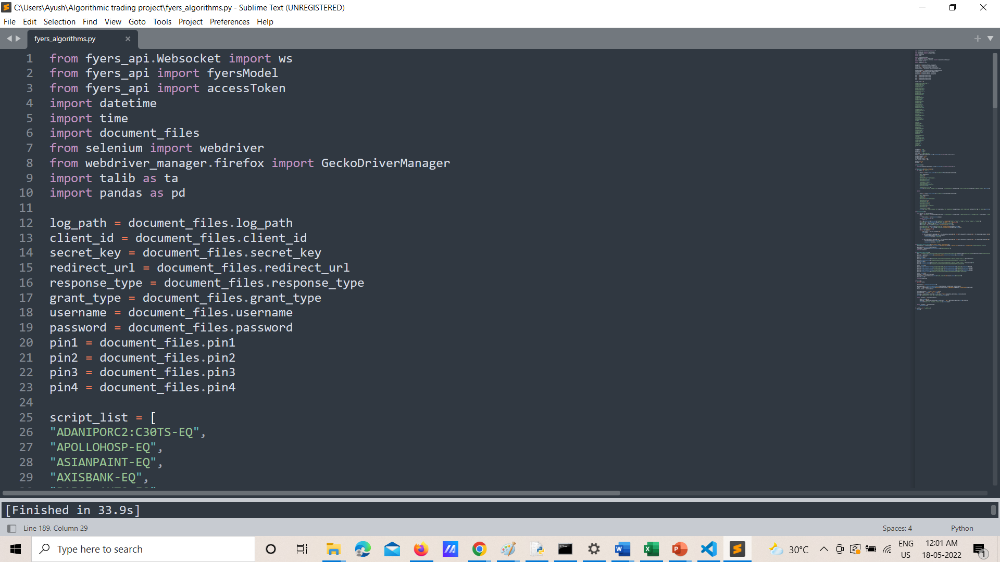 C:\Users\Ayush\Algorithmic trading project\fyers_algorithms.py - Sublime Text (UNREGISTERED)
File Edit Selection Find View Goto Tools Project Preferences Help
fyers_algorithms.py
1 from fyers_api.Websocket import ws
2 from fyers_api import fyersModel
3 from fyers_api import accessToken
4 import datetime
5 import time
6 import document_files
7 from selenium import webdriver
8 from webdriver_manager.firefox import GeckoDriverManager
9 import talib as ta
10 import pandas as pd
11
12 log_path = document_files.log_path
13 client_id = document_files.client_id
14 secret_key = document_files.secret_key
15 redirect_url = document_files.redirect_url
16 response_type = document_files.response_type
17 grant_type = document_files.grant_type
18 username = document_files.username
19 password = document_files.password
20 pin1 = document_files.pin1
21 pin2 = document_files.pin2
22 pin3 = document_files.pin3
23 pin4 = document_files.pin4
24
25 script_list = [
26 "ADANIPORC2:C30TS-EQ",
27 "APOLLOHOSP-EQ",
28 "ASIANPAINT-EQ",
29 "AXISBANK-EQ",
[Finished in 33.9s]
Line 189, Column 29
Spaces: 4
Python
Type here to search
30°C
ENG
US
12:01 AM
18-05-2022
1